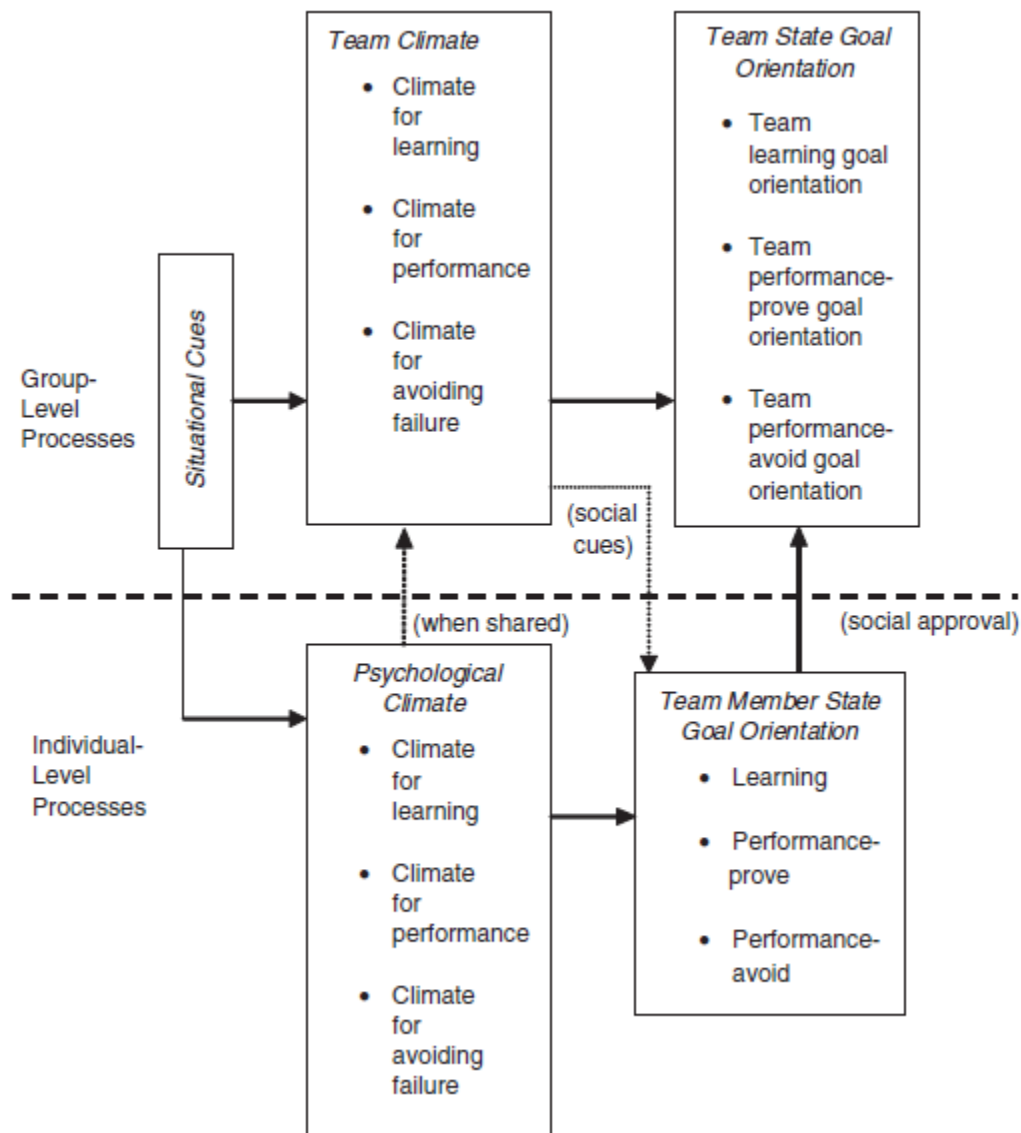 Team Climate
• Climate
for
learning
• Climate
for
performance
• Climate
for
avoiding
failure
Team State Goal
Orientation
• Team
learning goal
orientation
• Team
performance-
prove goal
orientation
• Team
performance-
avoid goal
orientation
Situational Cues
Group-
Level
Processes
(social
cues)
(when shared)
(social approval)
Individual-
Level
Processes
Psychological
Climate
• Climate
for
learning
• Climate
for
performance
• Climate
for
avoiding
failure
Team Member State
Goal Orientation
• Learning
• Performance-
prove
• Performance-
avoid